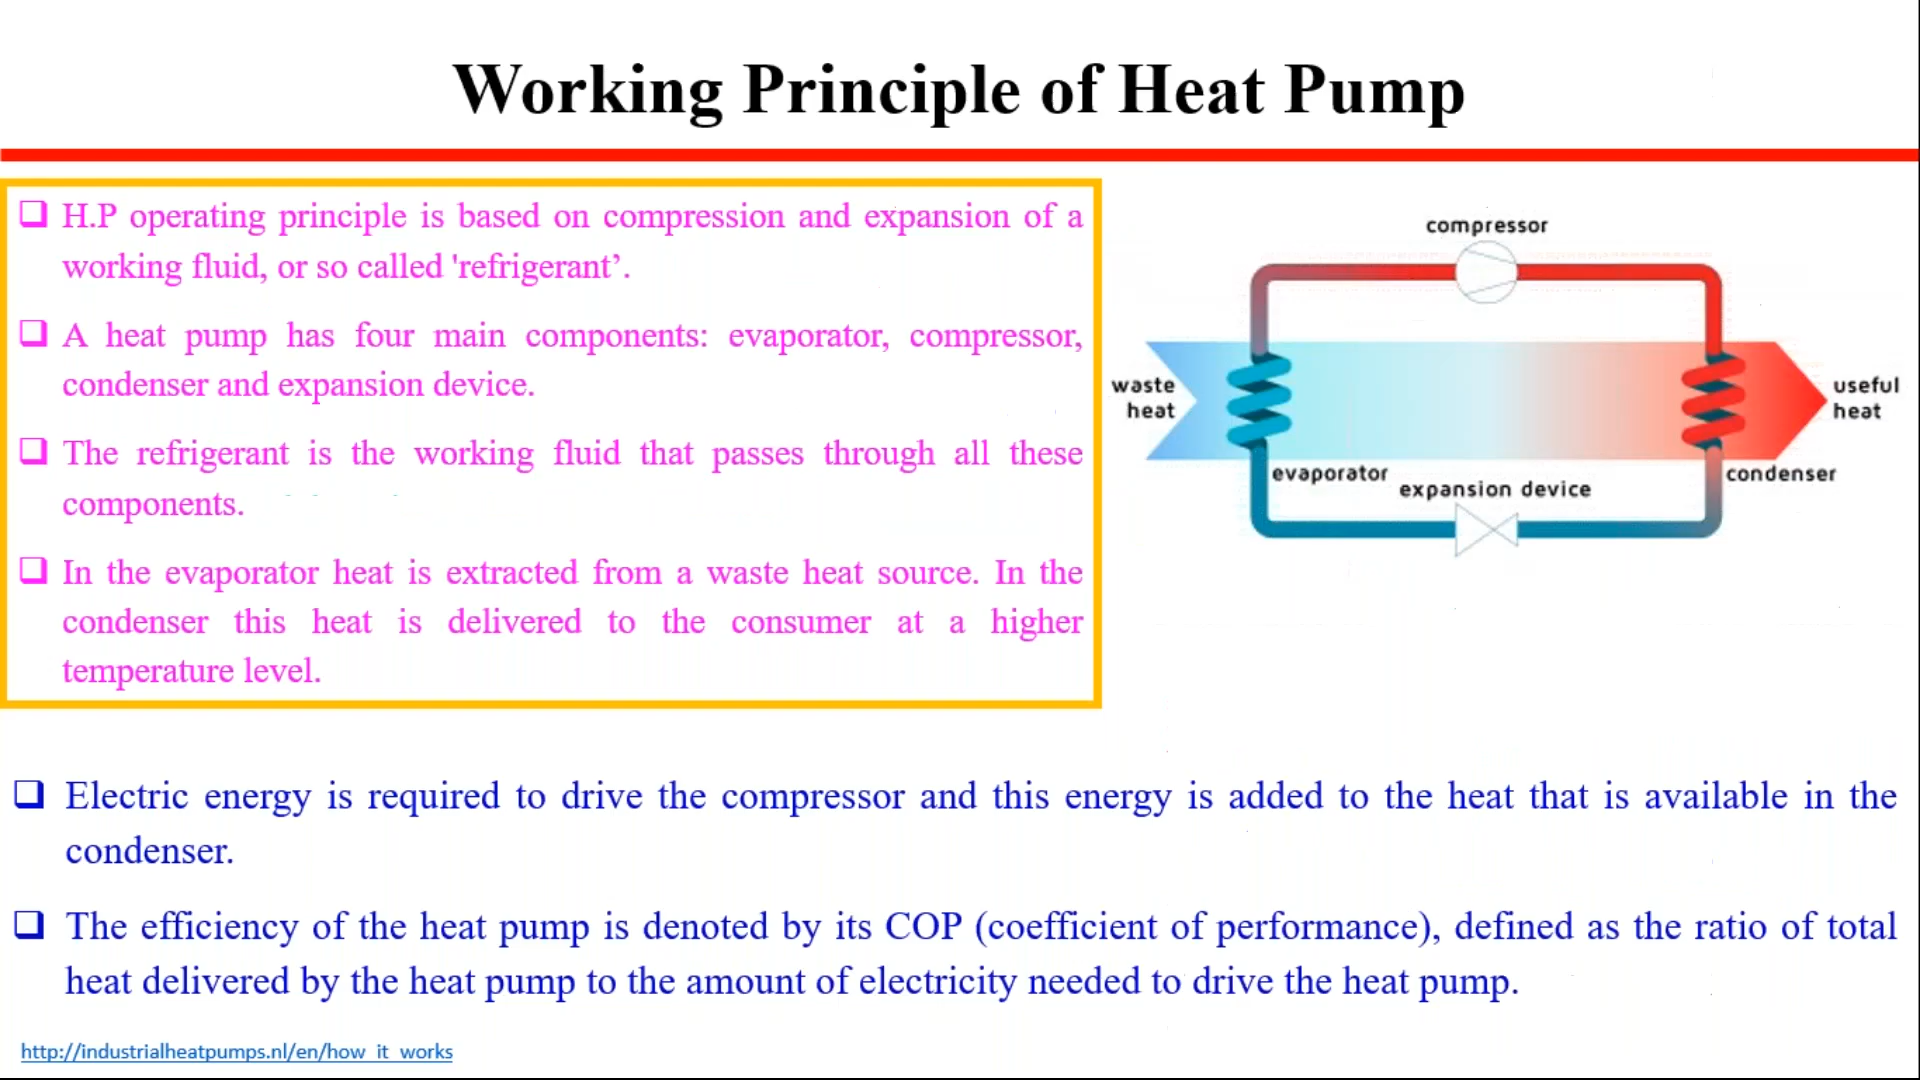 Working Principle of Heat Pump
❑ H.P operating principle is based on compression and expansion of a
working fluid, or so called 'refrigerant’.
❑ A heat pump has four main components: evaporator, compressor,
condenser and expansion device.
❑ The refrigerant is the working fluid that passes through all these
components.
❑ In the evaporator heat is extracted from a waste heat source. In the
condenser this heat is delivered to the consumer at a higher
temperature level.
compressor
waste
heat
useful
heat
evaporator
condenser
expansion device
❑ Electric energy is required to drive the compressor and this energy is added to the heat that is available in the
condenser.
❑ The efficiency of the heat pump is denoted by its COP (coefficient of performance), defined as the ratio of total
heat delivered by the heat pump to the amount of electricity needed to drive the heat pump.
http://industrialheatpumps.nl/en/how_it_works